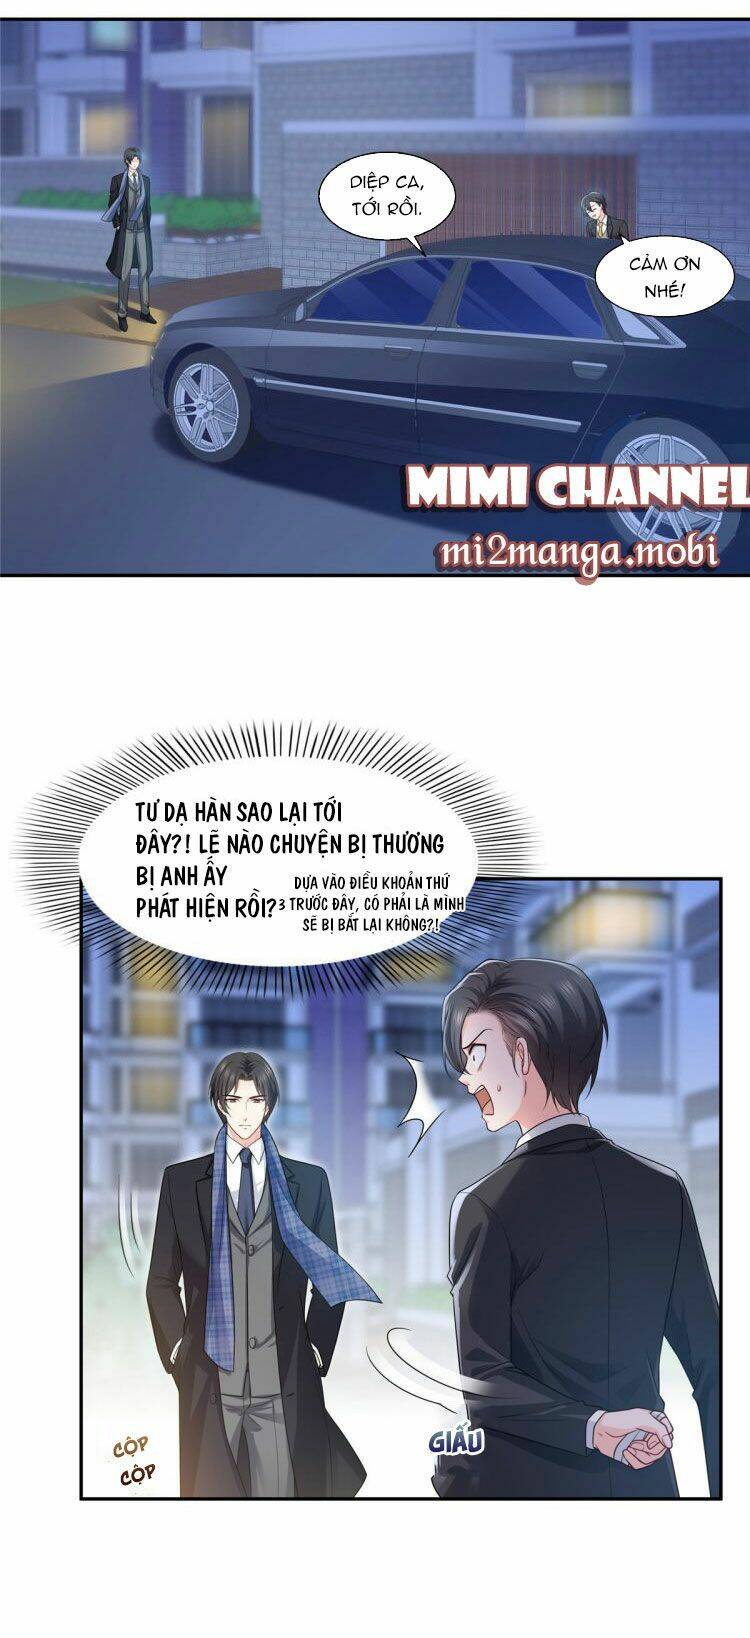 DIỆP CA,
TỚI RỒI.
CẢM ƠN
NHÉ!
MIMI CHANNEL
mi2manga.mobi
TƯ DẠ HÀN SAO LẠI TỚI
ĐÂY?! LẼ NÀO CHUYỆN BỊ THƯƠNG
BỊ ANH ẤY
PHÁT HIỆN RỒI?
DỰA VÀO ĐIỀU KHOẢN THỨ
3 TRƯỚC ĐÂY, CÓ PHẢI LÀ MÌNH
SẼ BỊ BẮT LẠI KHÔNG?!
CỘP
CỘP
GIẤU